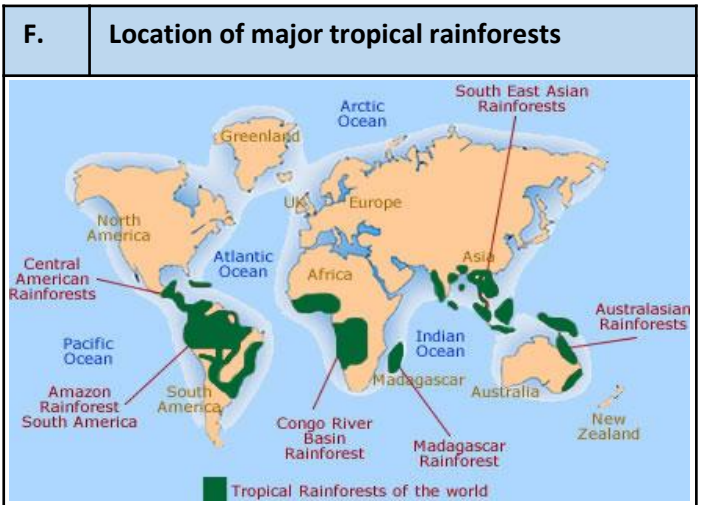 F. Location of major tropical rainforests
South East Asian
Rainforests
Arctic
Ocean
Greenland
UK
Europe
North
America
Atlantic
Ocean
Asia
Africa
Central
American
Rainforests
Australasian
Rainforests
Pacific
Ocean
Indian
Ocean
Madagascar
Amazon
Rainforest
South America
South
America
Australia
Congo River
Basin
Rainforest
Madagascar
Rainforest
New
Zealand
Tropical Rainforests of the world